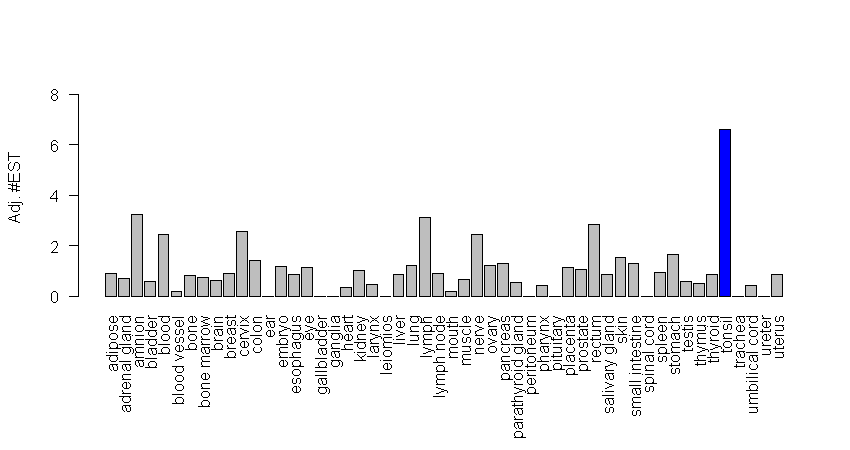 Adj. #EST
8
6
4
2
0
adipose
adrenal gland
amnion
bladder
blood
blood vessel
bone
bone marrow
brain
breast
cervix
colon
ear
embryo
esophagus
eye
gallbladder
ganglia
heart
kidney
larynx
leiomios
liver
lung
lymph
lymph node
mouth
muscle
nerve
ovary
pancreas
parathyroid gland
peritoneum
pharynx
pituitary
placenta
prostate
rectum
salivary gland
skin
small intestine
spinal cord
spleen
stomach
testis
thymus
thyroid
tonsil
trachea
umbilical cord
ureter
uterus